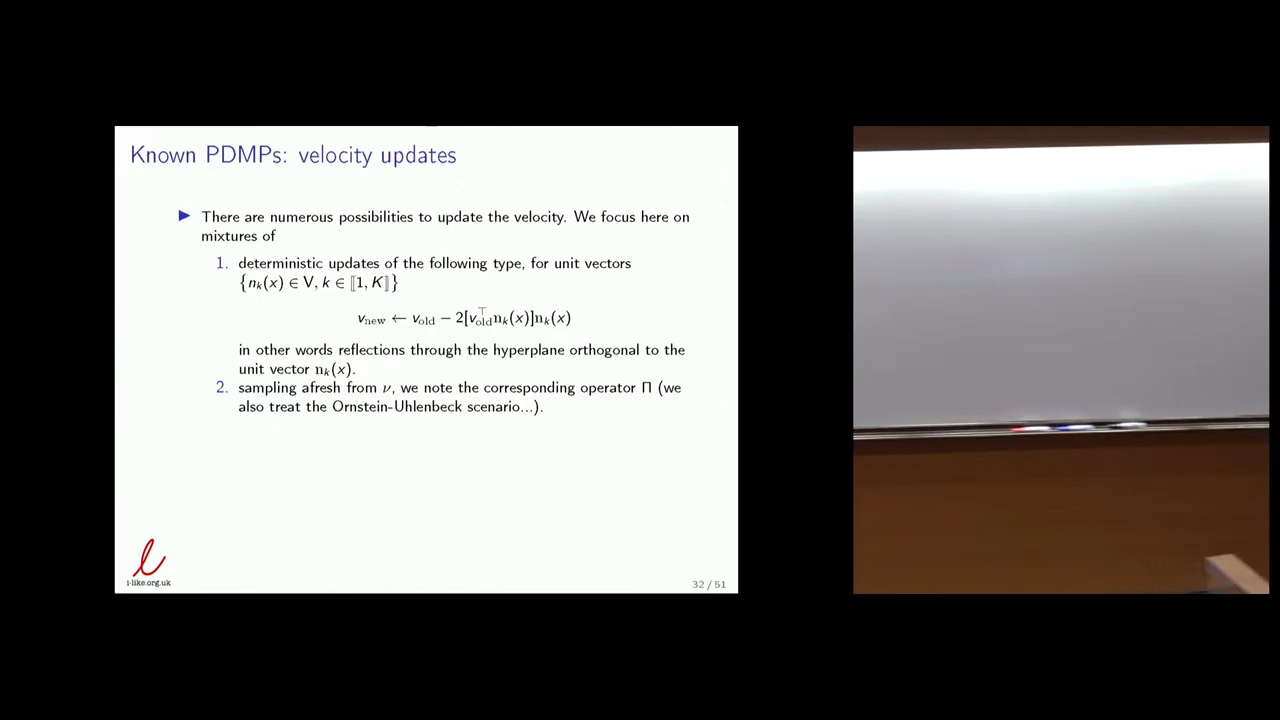 Known PDMPs: velocity updates
▶ There are numerous possibilities to update the velocity. We focus here on
mixtures of
1. deterministic updates of the following type, for unit vectors
{n_k(x) ∈ V, k ∈ ⟦1, K⟧}
v_new ← v_old − 2[v_old^⊤ n_k(x)]n_k(x)
in other words reflections through the hyperplane orthogonal to the
unit vector n_k(x).
2. sampling afresh from ν, we note the corresponding operator Π (we
also treat the Ornstein-Uhlenbeck scenario...).
l
i-like.org.uk
32 / 51